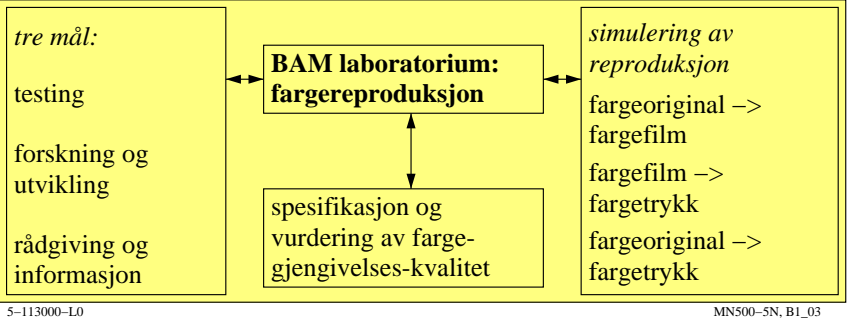 tre mål:
testing
forskning og
utvikling
rådgiving og
informasjon
BAM laboratorium:
fargereproduksjon
spesifikasjon og
vurdering av farge-
gjengivelses-kvalitet
simulering av
reproduksjon
fargeoriginal −>
fargefilm
fargefilm −>
fargetrykk
fargeoriginal −>
fargetrykk
5−113000−L0
MN500−5N, B1_03